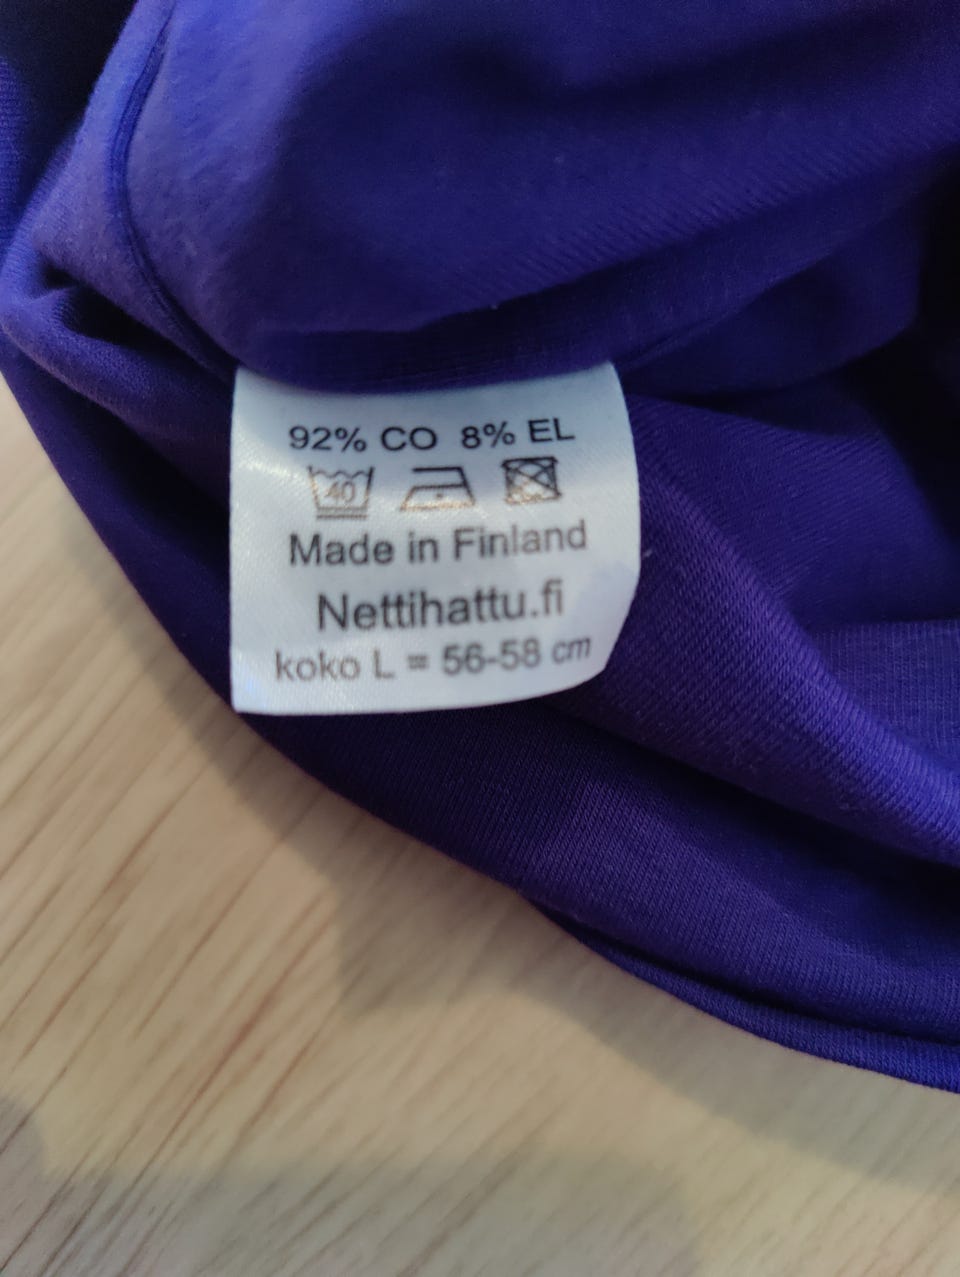 92% CO 8% EL
40
Made in Finland
Nettihattu.fi
koko L = 56-58 cm